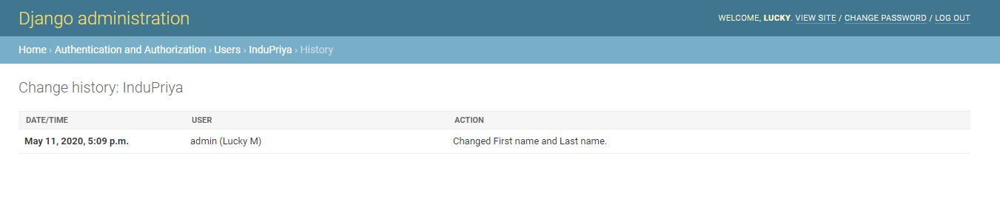 Django administration
WELCOME, LUCKY. VIEW SITE / CHANGE PASSWORD / LOG OUT
Home › Authentication and Authorization › Users › InduPriya › History
Change history: InduPriya
DATE/TIME USER ACTION
May 11, 2020, 5:09 p.m. admin (Lucky M) Changed First name and Last name.